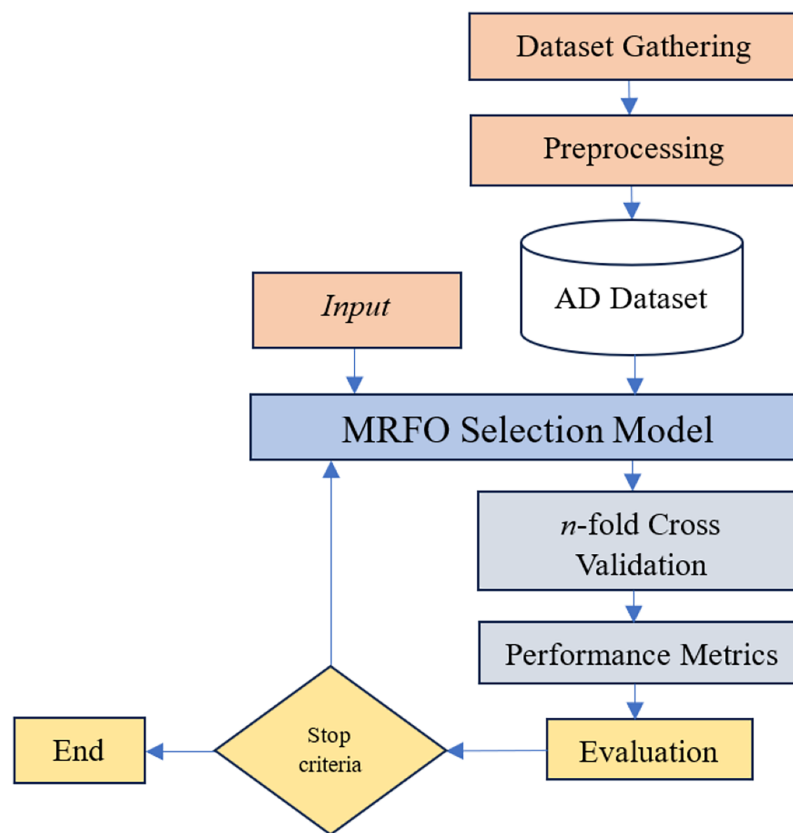 Dataset Gathering
Preprocessing
AD Dataset
Input
MRFO Selection Model
n-fold Cross
Validation
Performance Metrics
Evaluation
Stop
criteria
End